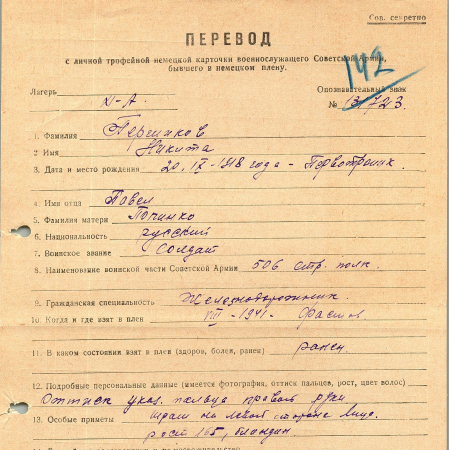 Сов. секретно
ПЕРЕВОД
с личной трофейной немецкой карточки военнослужащего Советской Армии,
бывшего в немецком плену.
142
Лагерь IV-A. Опознавательный знак
№ 13723
1 Фамилия Першиков
2 Имя Никита
3 Дата и место рождения 20. IV - 1918 года -
4 Имя отца Павел
5 Фамилия матери
6 Национальность русский
7 Воинское звание солдат
8 Наименование воинской части Советской Армии 506 стр. полк.
9 Гражданская специальность Железнодорожник
10. Когда и где взят в плен VIII - 1941 - Фастов
11. В каком состоянии взят в плен (здоров, болен, ранен) ранен.
12. Подробные персональные данные (имеется фотография, оттиск пальцев, рост, цвет волос)
Оттиск указ. пальца правой руки
13. Особые приметы шрам на левой стороне лица.
рост 165, блондин